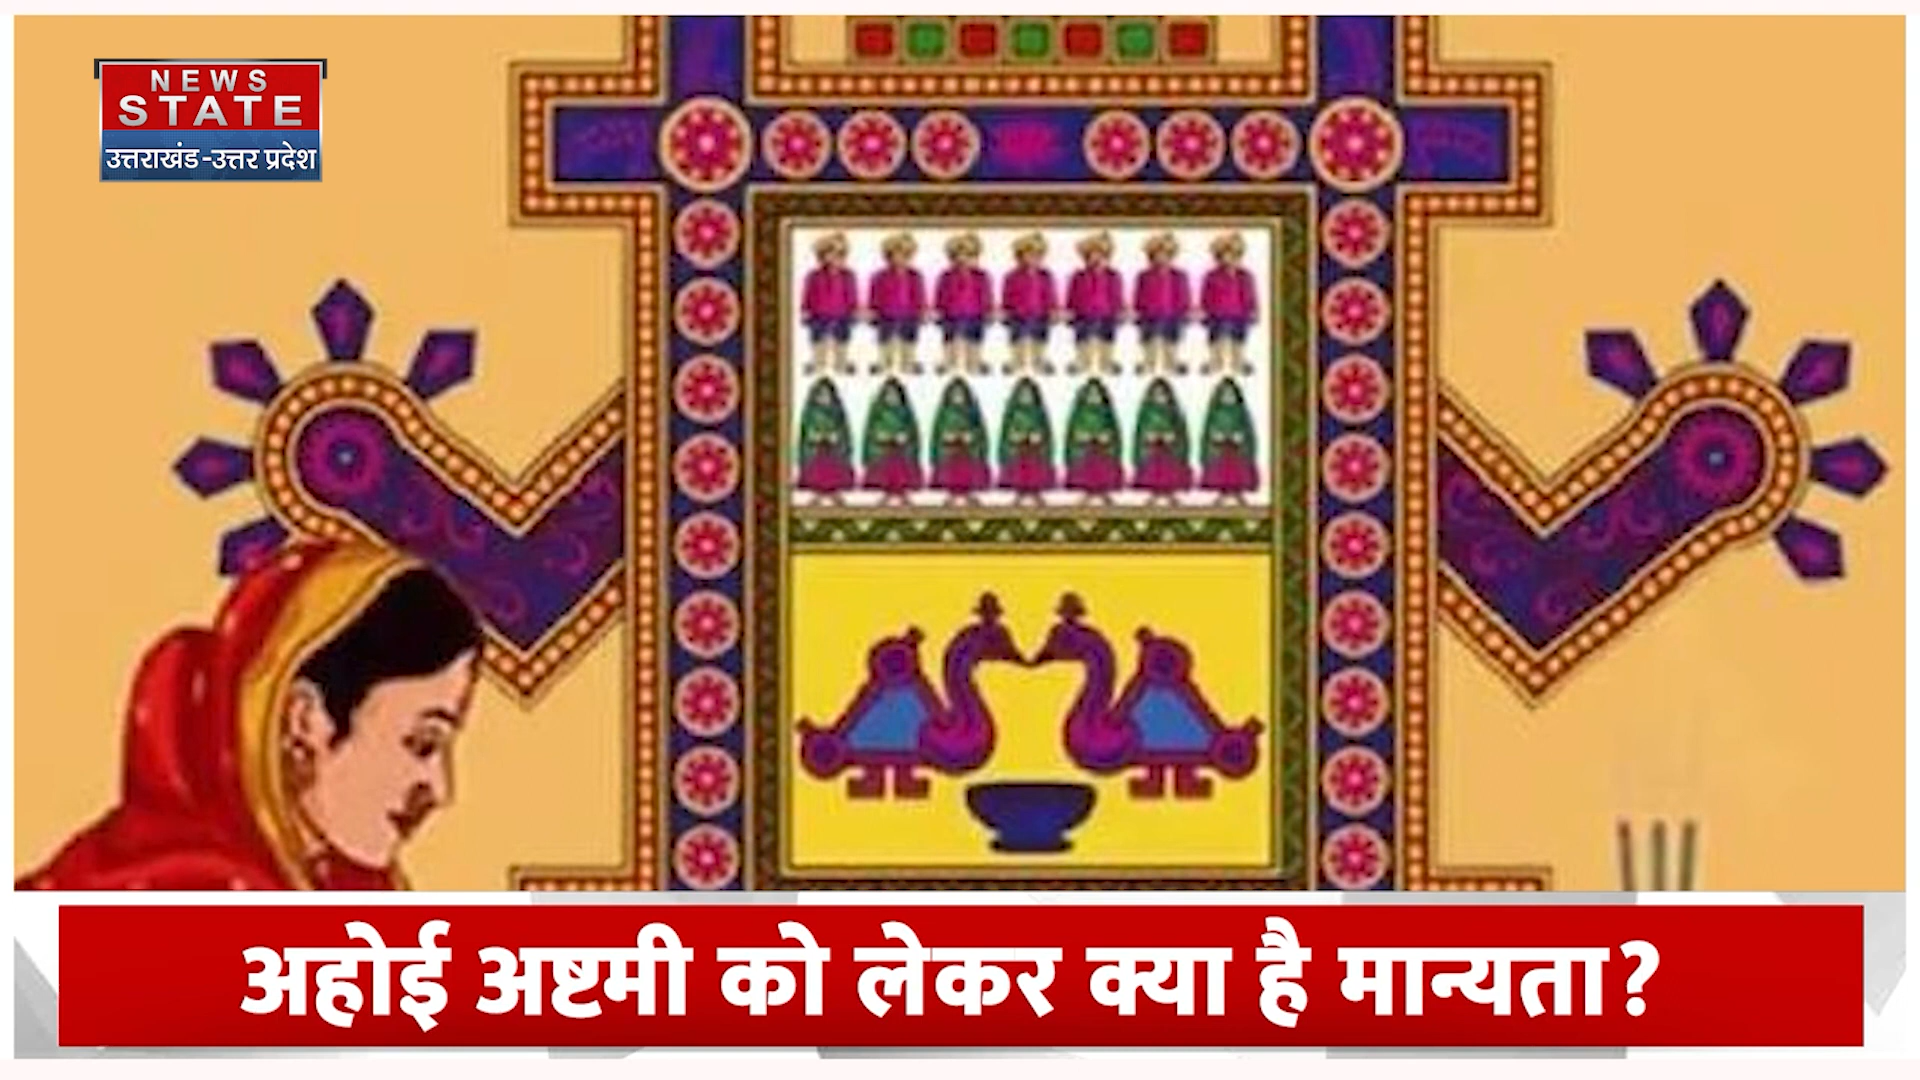 NEWS
STATE
उत्तराखंड-उत्तर प्रदेश
अहोई अष्टमी को लेकर क्या है मान्यता?